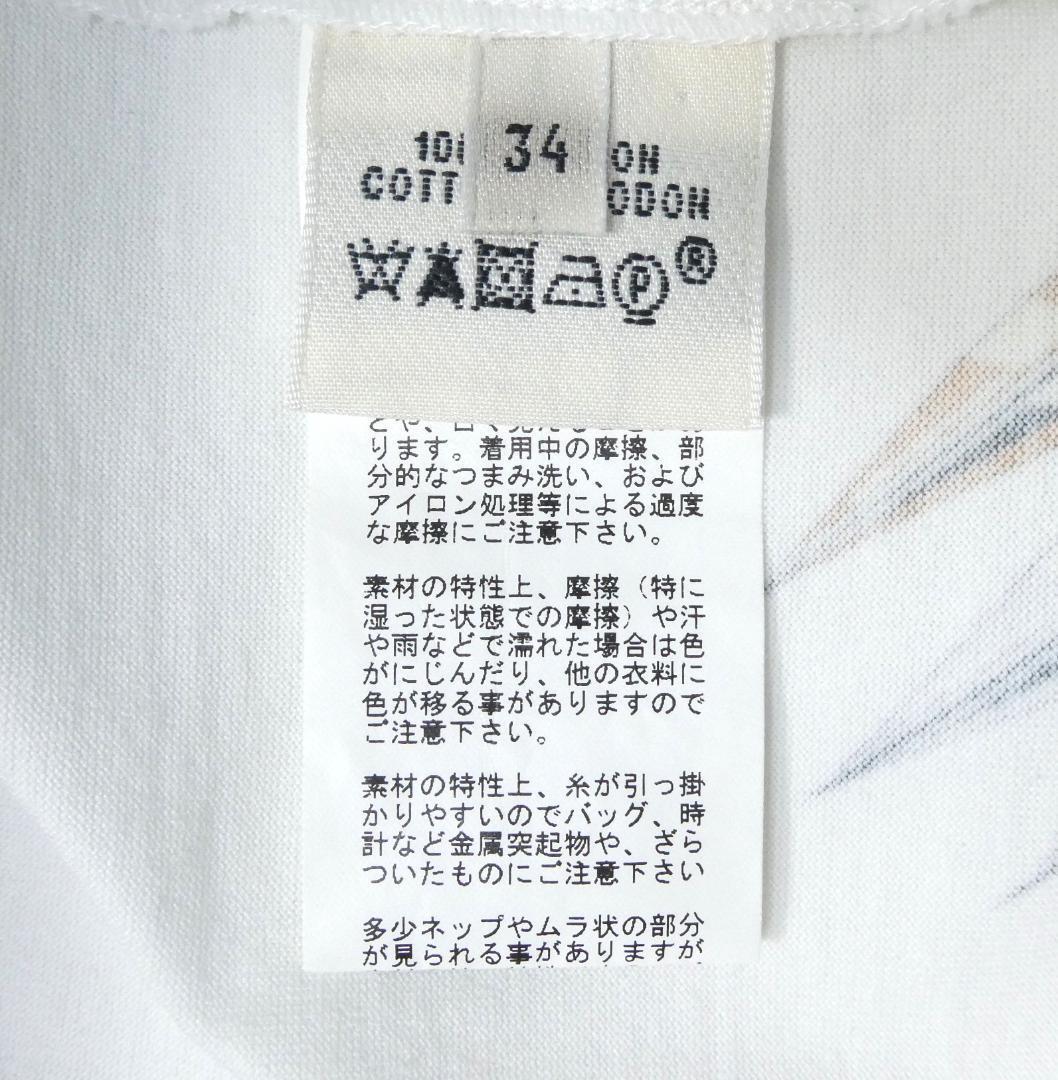 34
COTT ODOH
®
ります。着用中の摩擦、部
分的なつまみ洗い、および
アイロン処理等による過度
な摩擦にご注意下さい。
素材の特性上、摩擦（特に
湿った状態での摩擦）や汗
や雨などで濡れた場合は色
がにじんだり、他の衣料に
色が移る事がありますので
ご注意下さい。
素材の特性上、糸が引っ掛
かりやすいのでバッグ、時
計など金属突起物や、ざら
ついたものにご注意下さい
多少ネップやムラ状の部分
が見られる事がありますが